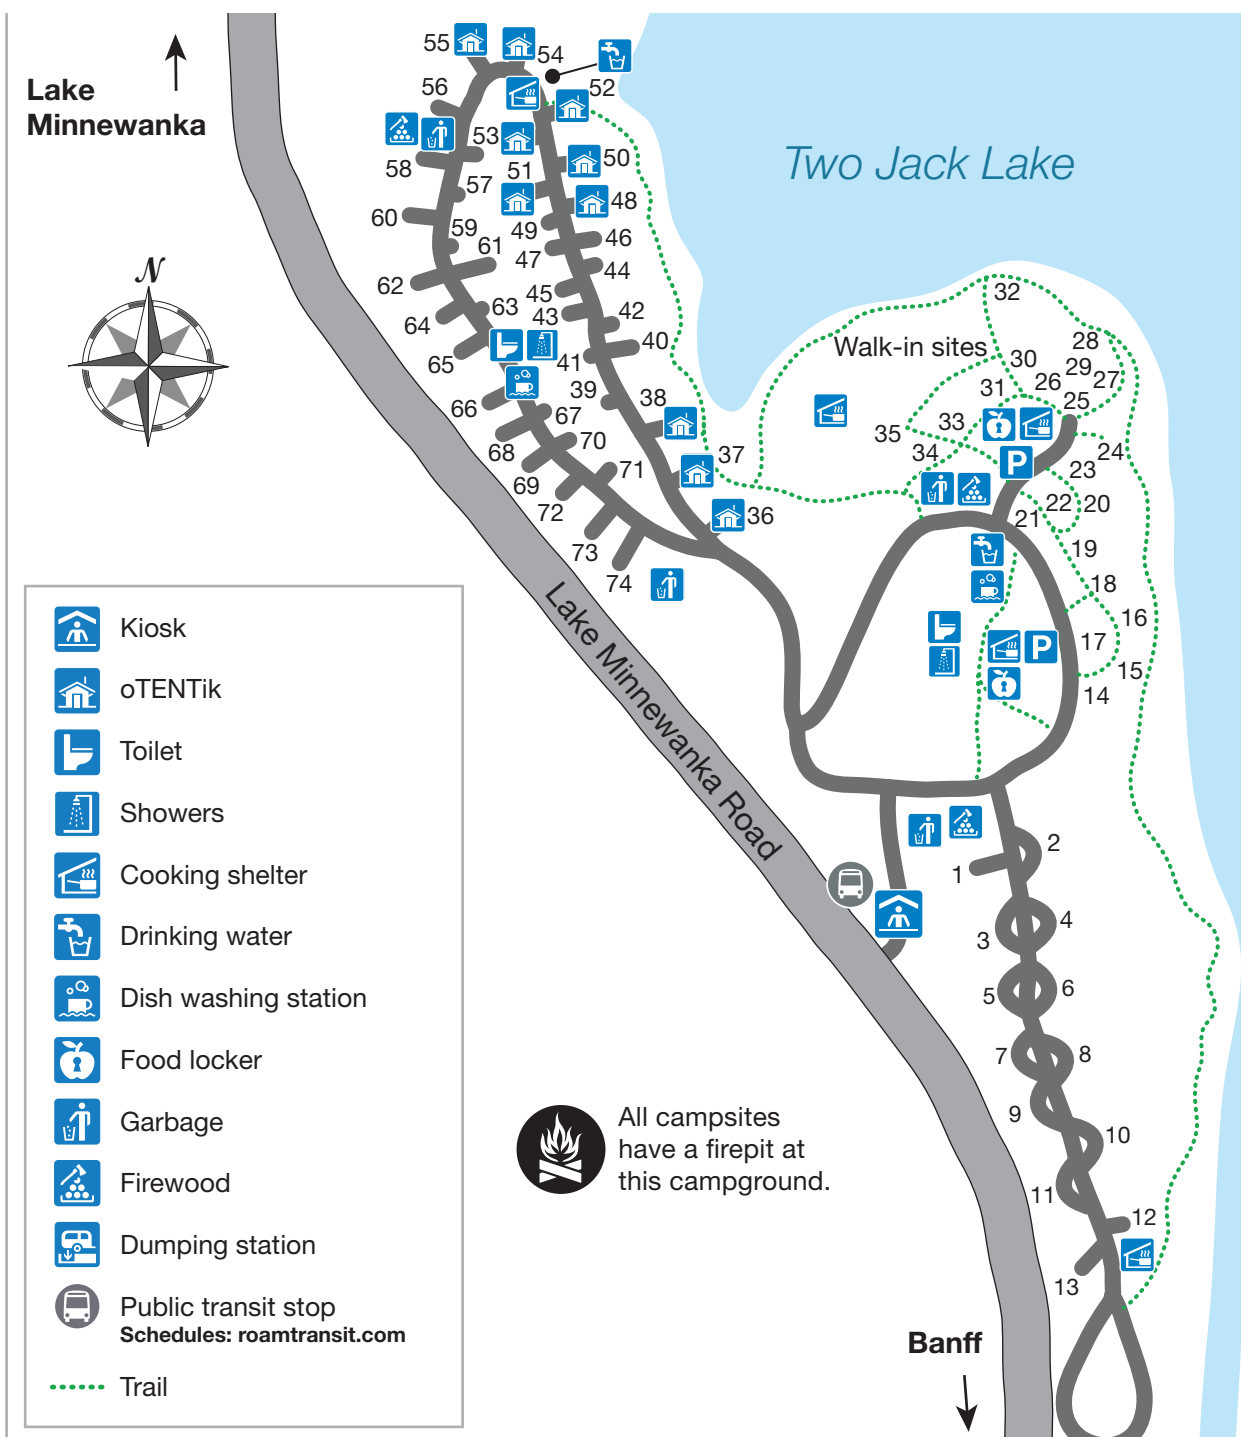 Lake
Minnewanka
N
Two Jack Lake
Walk-in sites
55
54
52
56
53
50
58
51
57
48
60
49
59
46
61
47
44
62
45
63
43
42
64
40
65
41
39
38
66
67
70
37
68
71
69
36
72
73
74
32
28
30
29
26
27
31
25
33
35
24
34
23
22
20
21
19
18
16
17
15
14
P
P
Lake Minnewanka Road
2
1
4
3
6
5
7
8
9
10
11
12
13
Kiosk
oTENTik
Toilet
Showers
Cooking shelter
Drinking water
Dish washing station
Food locker
Garbage
Firewood
Dumping station
Public transit stop
Schedules: roamtransit.com
Trail
All campsites
have a firepit at
this campground.
Banff